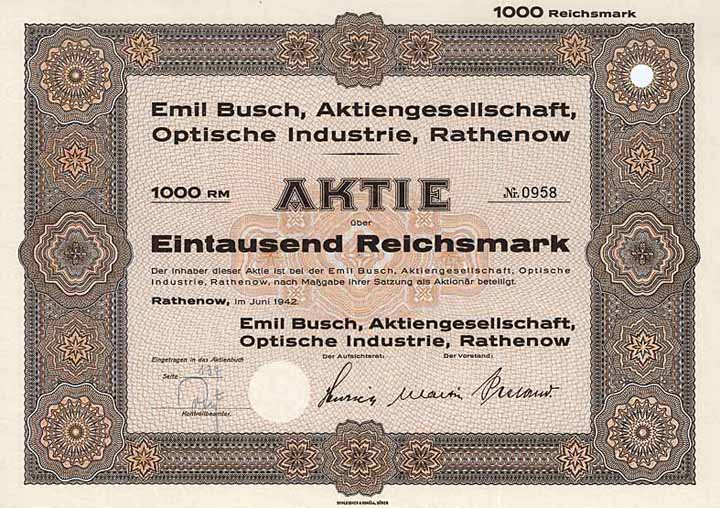 1000 Reichsmark
Emil Busch, Aktiengesellschaft,
Optische Industrie, Rathenow
1000 RM
AKTIE
Nr. 0958
über
Eintausend Reichsmark
Der Inhaber dieser Aktie ist bei der Emil Busch, Aktiengesellschaft, Optische
Industrie, Rathenow, nach Maßgabe ihrer Satzung als Aktionär beteiligt.
Rathenow, im Juni 1942.
Emil Busch, Aktiengesellschaft,
Optische Industrie, Rathenow
Der Aufsichtsrat: Der Vorstand:
Eingetragen in das Aktienbuch
Seite
Kontrollbeamter.